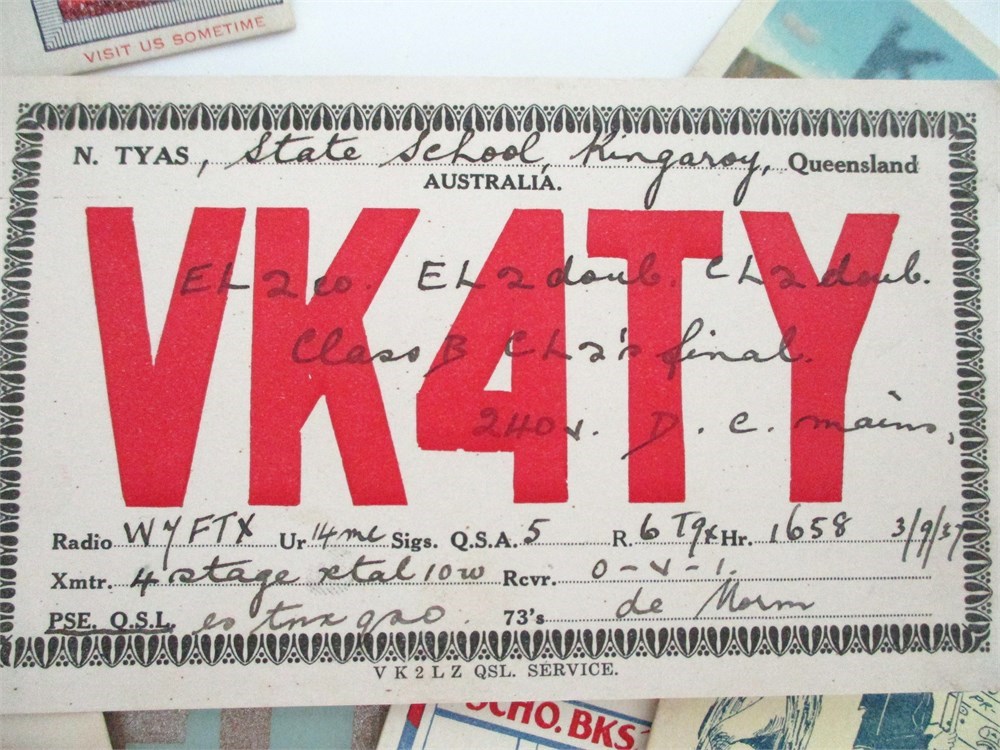 VISIT US SOMETIME
N. TYAS, State School, Kingaroy, Queensland
AUSTRALIA.
VK4TY
EL2 co. EL2 doub. CL2 doub.
Class B CL2's final.
240 v. D. C. mains,
Radio W7FTX Ur 14mc Sigs. Q.S.A. 5 R. 6 T9x Hr. 1658 3/9/37
Xmtr. 4 stage xtal 10w Rcvr. 0-v-1.
PSE. Q.S.L. es tnx qso. 73's de Norm
VK2LZ QSL. SERVICE.
SCHO. BKS